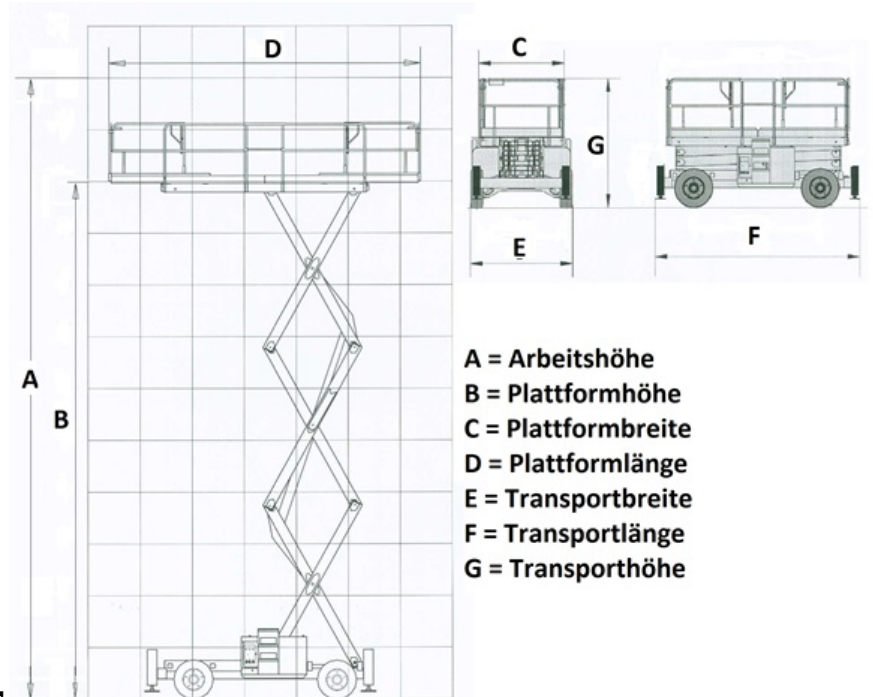 D
C
G
E
F
A
B
A = Arbeitshöhe
B = Plattformhöhe
C = Plattformbreite
D = Plattformlänge
E = Transportbreite
F = Transportlänge
G = Transporthöhe